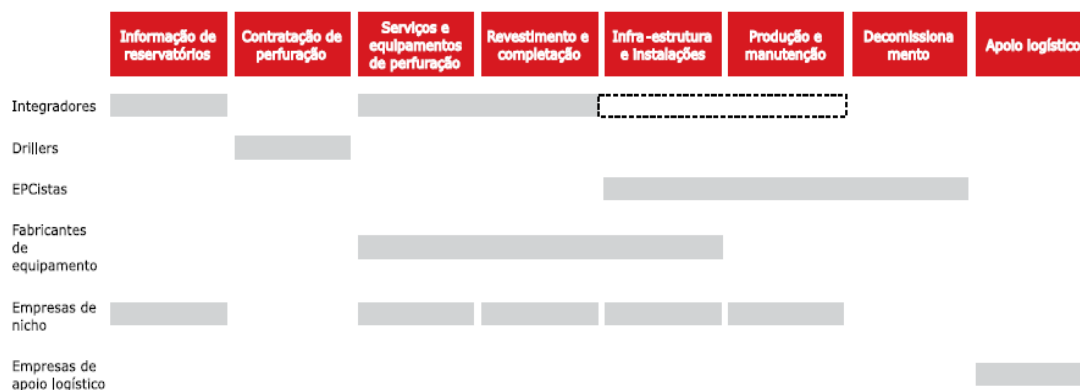 Informação de
reservatórios
Contratação de
perfuração
Serviços e
equipamentos
de perfuração
Revestimento e
completação
Infra-estrutura
e instalações
Produção e
manutenção
Decomissiona
mento
Apoio logístico
Integradores
Drillers
EPCistas
Fabricantes
de
equipamento
Empresas de
nicho
Empresas de
apoio logístico